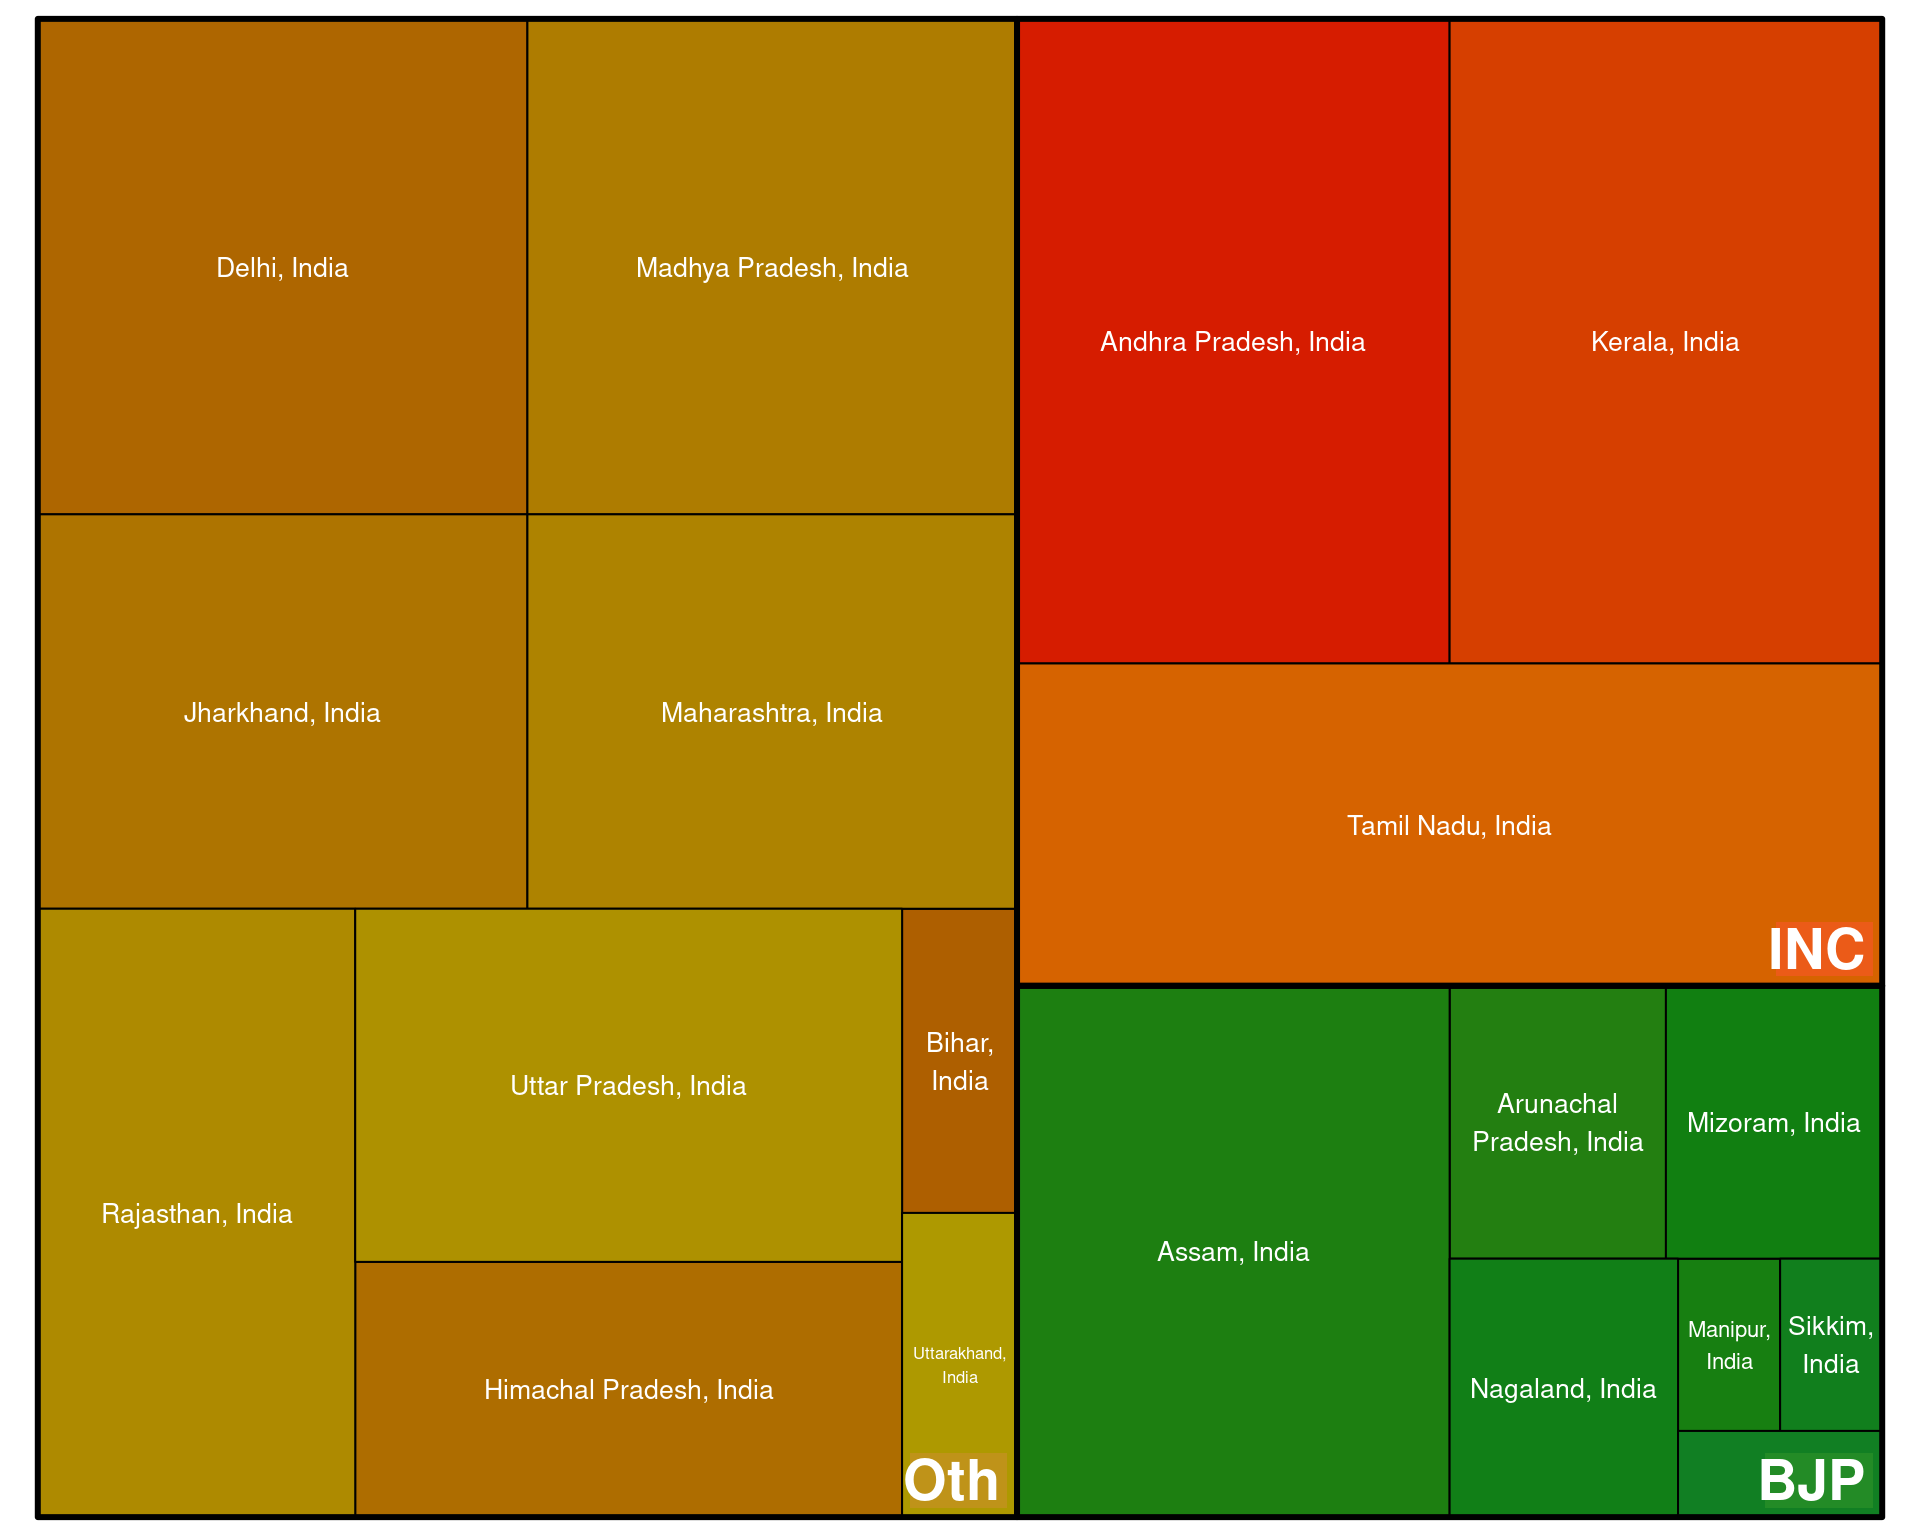 Delhi, India
Madhya Pradesh, India
Jharkhand, India
Maharashtra, India
Rajasthan, India
Uttar Pradesh, India
Himachal Pradesh, India
Bihar,
India
Uttarakhand,
India
Oth
Andhra Pradesh, India
Kerala, India
Tamil Nadu, India
INC
Assam, India
Arunachal
Pradesh, India
Mizoram, India
Nagaland, India
Manipur,
India
Sikkim,
India
BJP